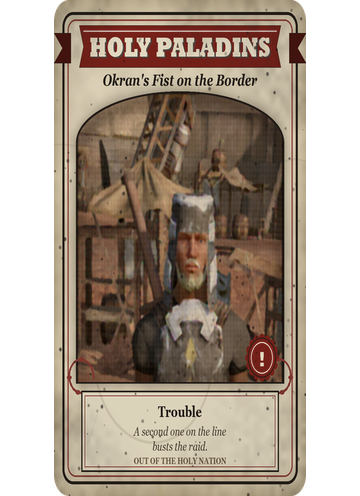 HOLY PALADINS
Okran's Fist on the Border
!
Trouble
A second one on the line
busts the raid.
OUT OF THE HOLY NATION